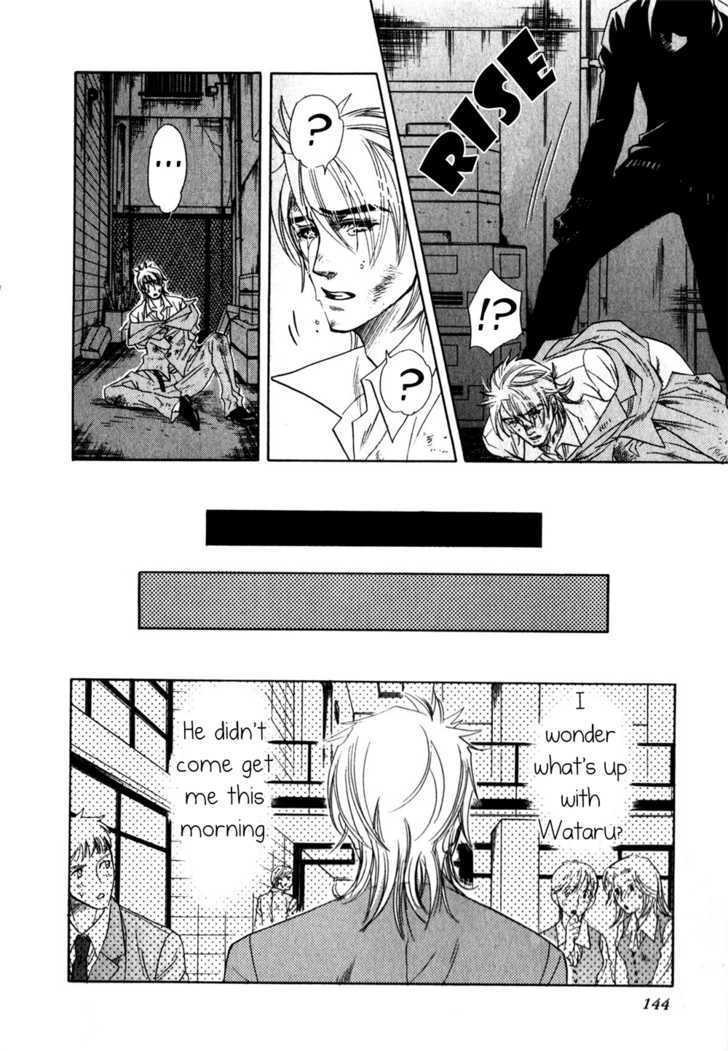 RISE
!?
?
?
...
I
wonder
what's up
with
Wataru?
He didn't
come get
me this
morning.
144